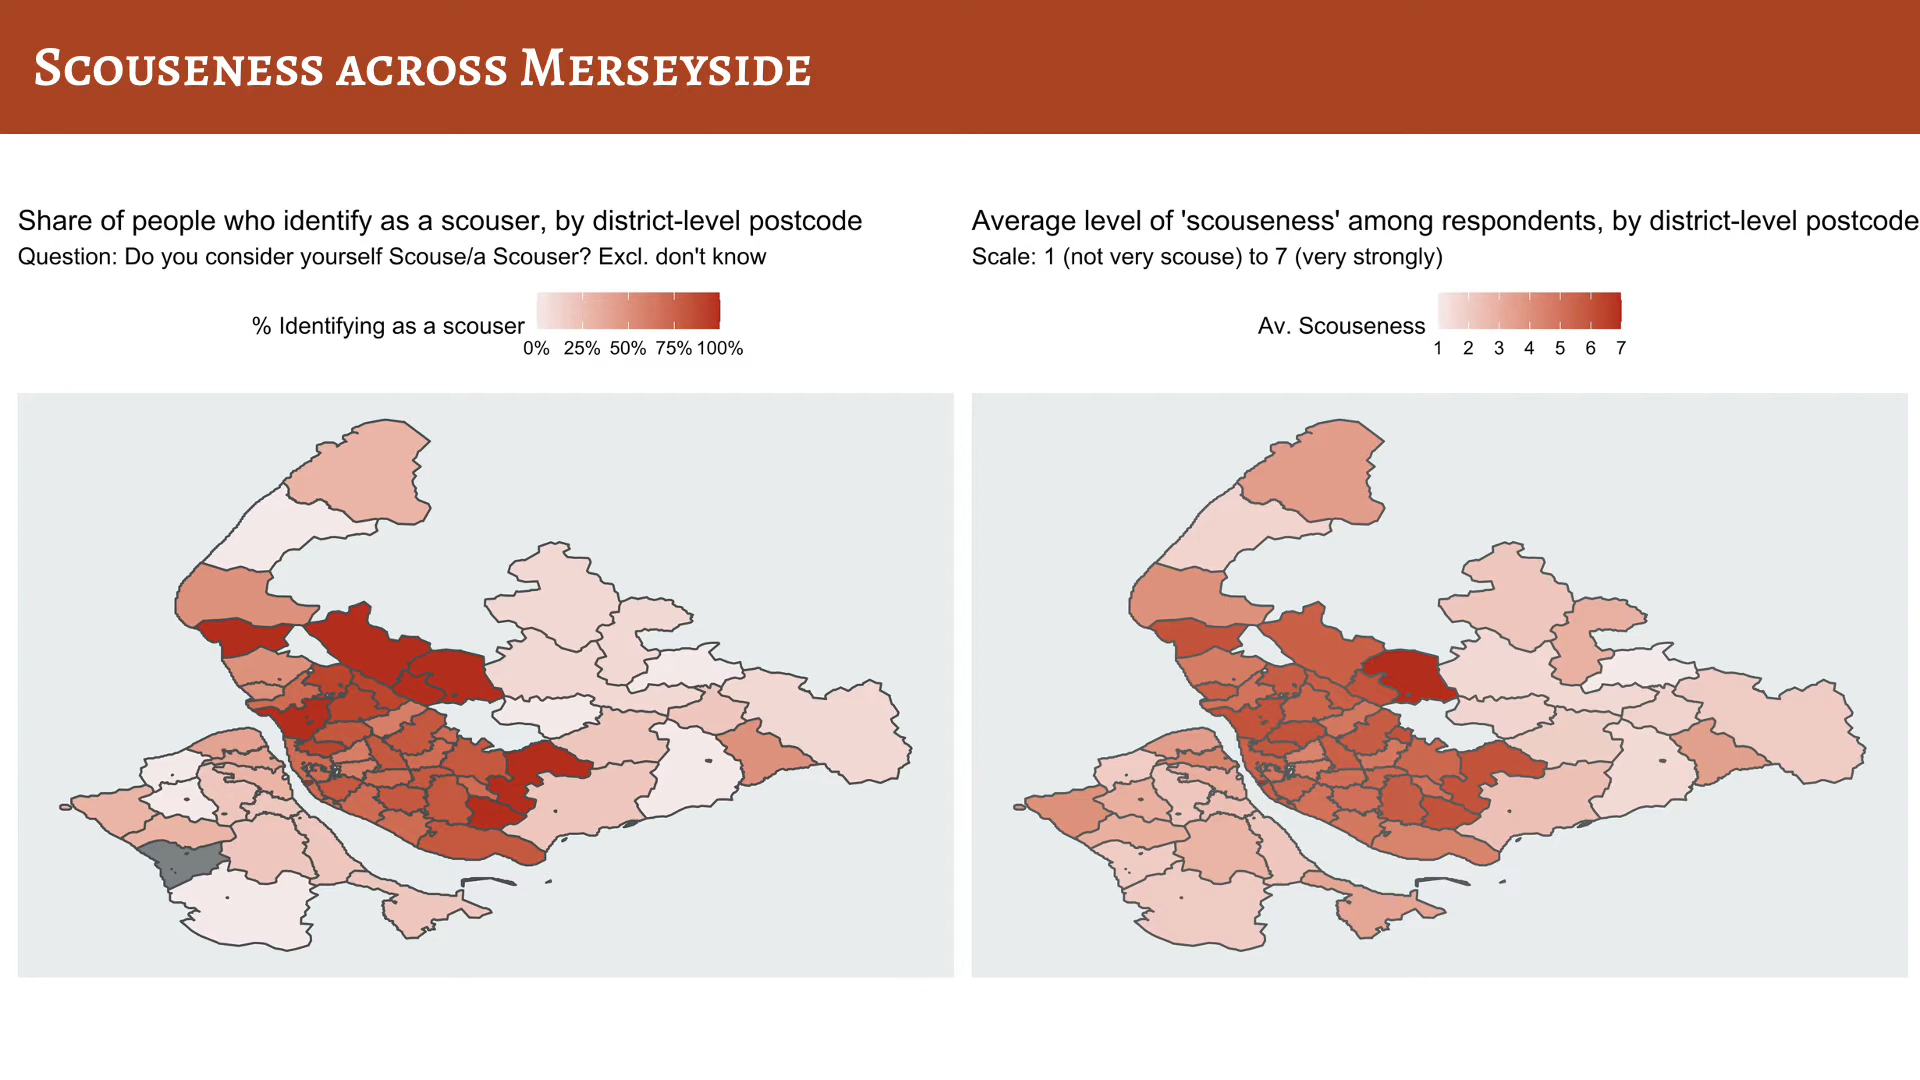 Scouseness across Merseyside
Share of people who identify as a scouser, by district-level postcode
Question: Do you consider yourself Scouse/a Scouser? Excl. don't know
% Identifying as a scouser
0% 25% 50% 75% 100%
Average level of 'scouseness' among respondents, by district-level postcode
Scale: 1 (not very scouse) to 7 (very strongly)
Av. Scouseness
1 2 3 4 5 6 7